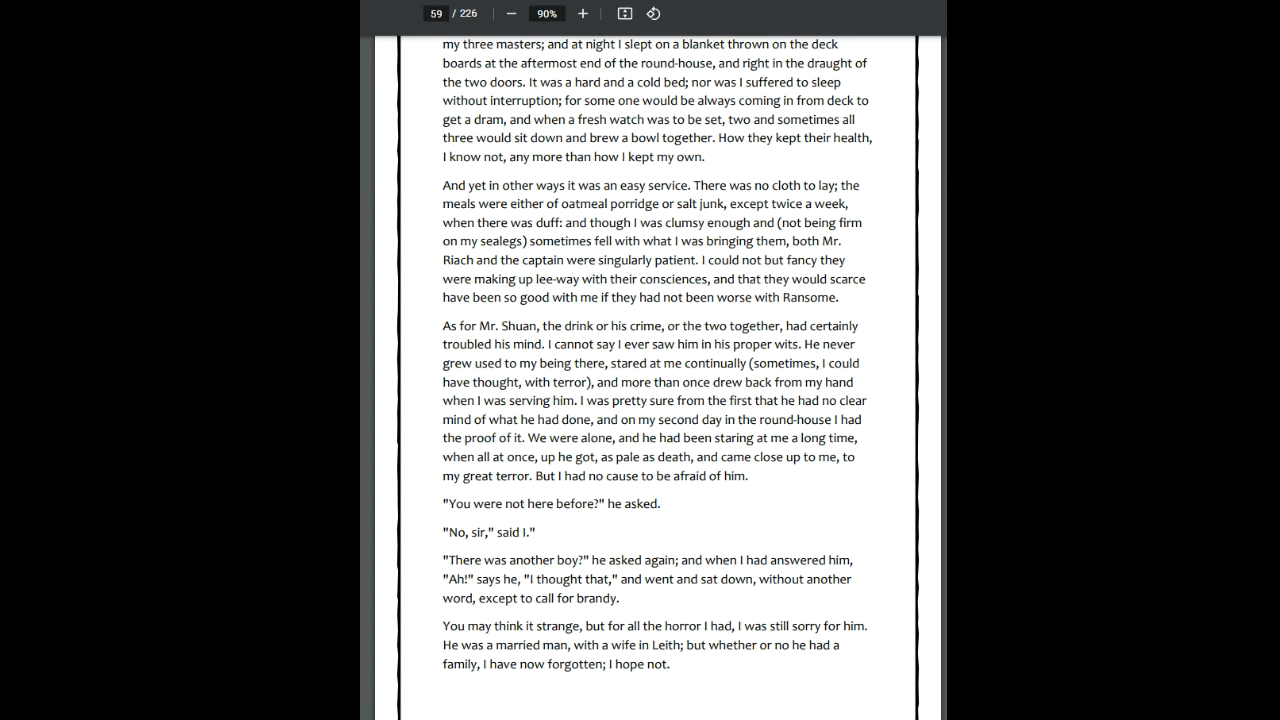 59 / 226
90%
my three masters; and at night I slept on a blanket thrown on the deck
boards at the aftermost end of the round-house, and right in the draught of
the two doors. It was a hard and a cold bed; nor was I suffered to sleep
without interruption; for some one would be always coming in from deck to
get a dram, and when a fresh watch was to be set, two and sometimes all
three would sit down and brew a bowl together. How they kept their health,
I know not, any more than how I kept my own.
And yet in other ways it was an easy service. There was no cloth to lay; the
meals were either of oatmeal porridge or salt junk, except twice a week,
when there was duff: and though I was clumsy enough and (not being firm
on my sealegs) sometimes fell with what I was bringing them, both Mr.
Riach and the captain were singularly patient. I could not but fancy they
were making up lee-way with their consciences, and that they would scarce
have been so good with me if they had not been worse with Ransome.
As for Mr. Shuan, the drink or his crime, or the two together, had certainly
troubled his mind. I cannot say I ever saw him in his proper wits. He never
grew used to my being there, stared at me continually (sometimes, I could
have thought, with terror), and more than once drew back from my hand
when I was serving him. I was pretty sure from the first that he had no clear
mind of what he had done, and on my second day in the round-house I had
the proof of it. We were alone, and he had been staring at me a long time,
when all at once, up he got, as pale as death, and came close up to me, to
my great terror. But I had no cause to be afraid of him.
"You were not here before?" he asked.
"No, sir," said I."
"There was another boy?" he asked again; and when I had answered him,
"Ah!" says he, "I thought that," and went and sat down, without another
word, except to call for brandy.
You may think it strange, but for all the horror I had, I was still sorry for him.
He was a married man, with a wife in Leith; but whether or no he had a
family, I have now forgotten; I hope not.